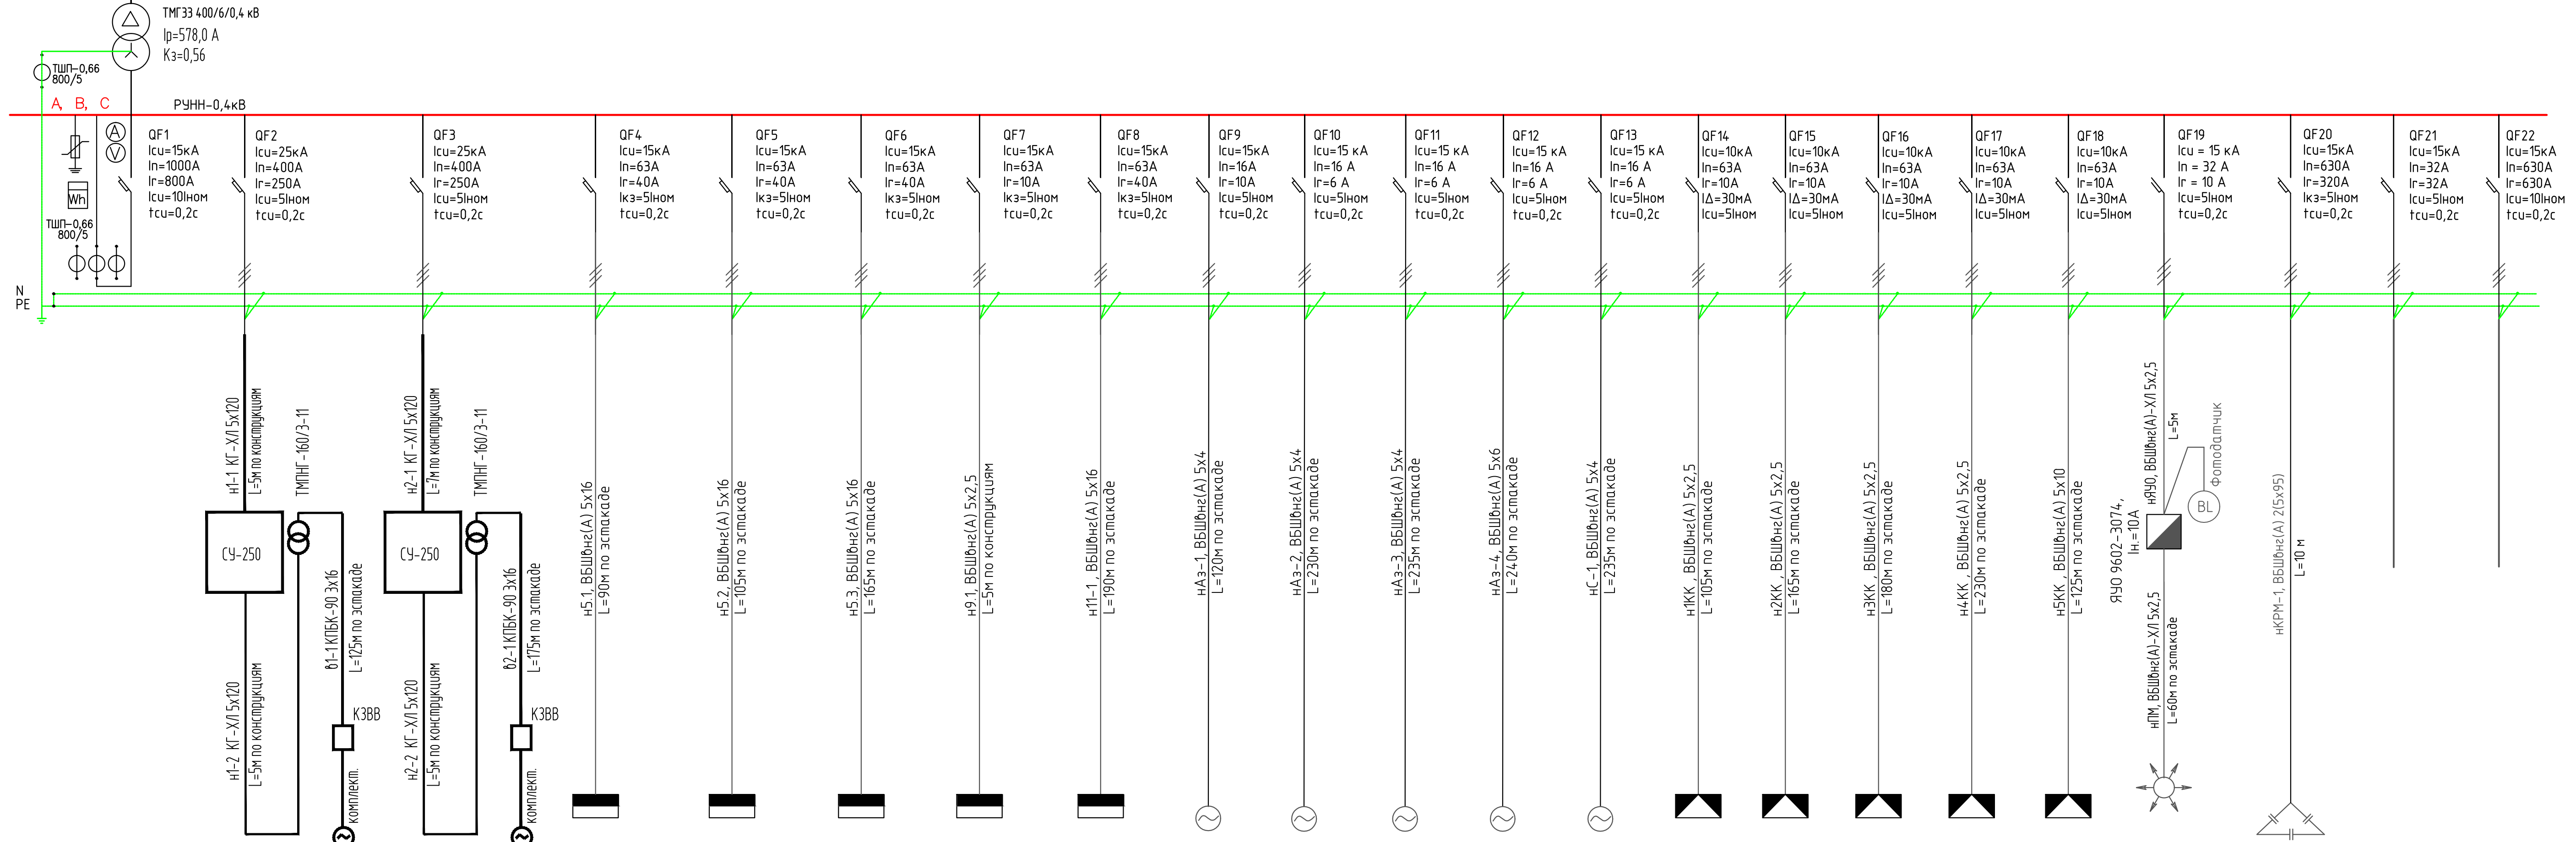 ТМГЭЭ 400/6/0,4 кВ
Iр=578,0 А
Кз=0,56
ТШП-0,66
800/5
А, В, С
РУНН-0,4кВ
A
V
Wh
ТШП-0,66
800/5
N
PE
QF1
Icu=15кА
In=1000А
Ir=800А
Icu=10Iном
tcu=0,2с
QF2
Icu=25кА
In=400А
Ir=250А
Icu=5Iном
tcu=0,2с
QF3
Icu=25кА
In=400А
Ir=250А
Icu=5Iном
tcu=0,2с
QF4
Icu=15кА
In=63А
Ir=40А
Iкз=5Iном
tcu=0,2с
QF5
Icu=15кА
In=63А
Ir=40А
Iкз=5Iном
tcu=0,2с
QF6
Icu=15кА
In=63А
Ir=40А
Iкз=5Iном
tcu=0,2с
QF7
Icu=15кА
In=63А
Ir=10А
Iкз=5Iном
tcu=0,2с
QF8
Icu=15кА
In=63А
Ir=40А
Iкз=5Iном
tcu=0,2с
QF9
Icu=15кА
In=16А
Ir=10А
Icu=5Iном
tcu=0,2с
QF10
Icu=15 кА
In=16 А
Ir=6 А
Icu=5Iном
tcu=0,2с
QF11
Icu=15 кА
In=16 А
Ir=6 А
Icu=5Iном
tcu=0,2с
QF12
Icu=15 кА
In=16 А
Ir=6 А
Icu=5Iном
tcu=0,2с
QF13
Icu=15 кА
In=16 А
Ir=6 А
Icu=5Iном
tcu=0,2с
QF14
Icu=10кА
In=63А
Ir=10А
IΔ=30мА
Icu=5Iном
QF15
Icu=10кА
In=63А
Ir=10А
IΔ=30мА
Icu=5Iном
QF16
Icu=10кА
In=63А
Ir=10А
IΔ=30мА
Icu=5Iном
QF17
Icu=10кА
In=63А
Ir=10А
IΔ=30мА
Icu=5Iном
QF18
Icu=10кА
In=63А
Ir=10А
IΔ=30мА
Icu=5Iном
QF19
Icu = 15 кА
In = 32 А
Ir = 10 А
Icu=5Iном
tcu=0,2с
QF20
Icu=15кА
In=630А
Ir=320А
Iкз=5Iном
tcu=0,2с
QF21
Icu=15кА
In=32А
Ir=32А
Icu=5Iном
tcu=0,2с
QF22
Icu=15кА
In=630А
Ir=630А
Icu=10Iном
tcu=0,2с
н1-1 КГ-ХЛ 5х120
L=5м по конструкциям
ТМПНГ-160/3-11
СУ-250
в1-1 КПБК-90 3х16
L=125м по эстакаде
н1-2 КГ-ХЛ 5х120
L=5м по конструкциям
КЗВВ
комплект.
н2-1 КГ-ХЛ 5х120
L=7м по конструкциям
ТМПНГ-160/3-11
СУ-250
в2-1 КПБК-90 3х16
L=175м по эстакаде
н2-2 КГ-ХЛ 5х120
L=5м по конструкциям
КЗВВ
комплект.
н5.1, ВБШвнг(А) 5х16
L=90м по эстакаде
н5.2, ВБШвнг(А) 5х16
L=105м по эстакаде
н5.3, ВБШвнг(А) 5х16
L=165м по эстакаде
н9.1, ВБШвнг(А) 5х2,5
L=5м по конструкциям
н11-1 , ВБШвнг(А) 5х16
L=190м по эстакаде
нАз-1, ВБШвнг(А) 5х4
L=120м по эстакаде
нАз-2, ВБШвнг(А) 5х4
L=230м по эстакаде
нАз-3, ВБШвнг(А) 5х4
L=235м по эстакаде
нАз-4, ВБШвнг(А) 5х6
L=240м по эстакаде
нС-1, ВБШвнг(А) 5х4
L=235м по эстакаде
н1КК , ВБШвнг(А) 5х2,5
L=105м по эстакаде
н2КК , ВБШвнг(А) 5х2,5
L=165м по эстакаде
н3КК , ВБШвнг(А) 5х2,5
L=180м по эстакаде
н4КК , ВБШвнг(А) 5х2,5
L=230м по эстакаде
н5КК , ВБШвнг(А) 5х10
L=125м по эстакаде
нЯУО, ВБШвнг(А)-ХЛ 5х2,5
L=5м
Фотодатчик
BL
ЯУО 9602-3074,
Iн.=10А
нПМ, ВБШвнг(А)-ХЛ 5х2,5
L=60м по эстакаде
нКРМ-1, ВБШвнг(А) 2(5х95)
L=10 м